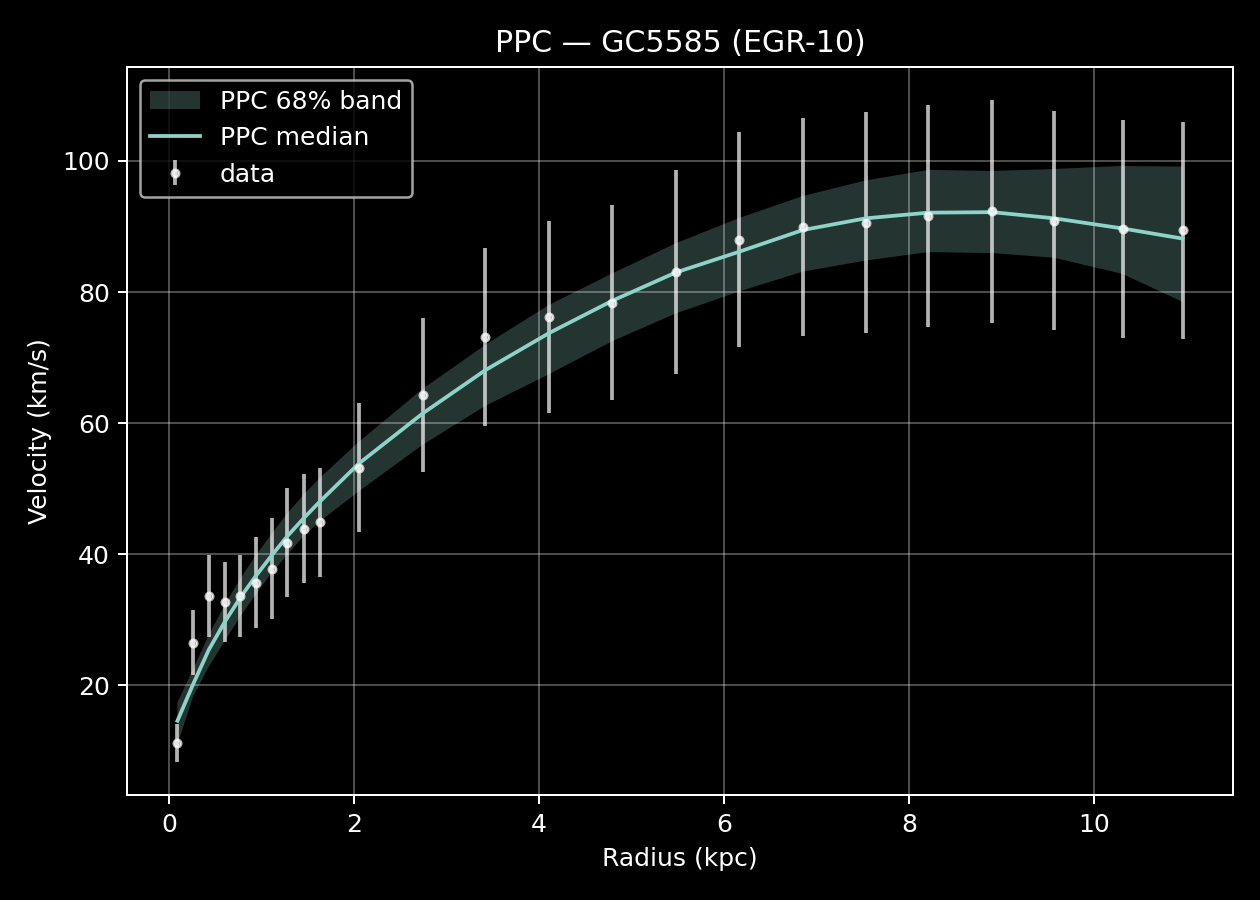 PPC — GC5585 (EGR-10)
PPC 68% band
PPC median
data
100
80
60
40
20
Velocity (km/s)
0 2 4 6 8 10
Radius (kpc)